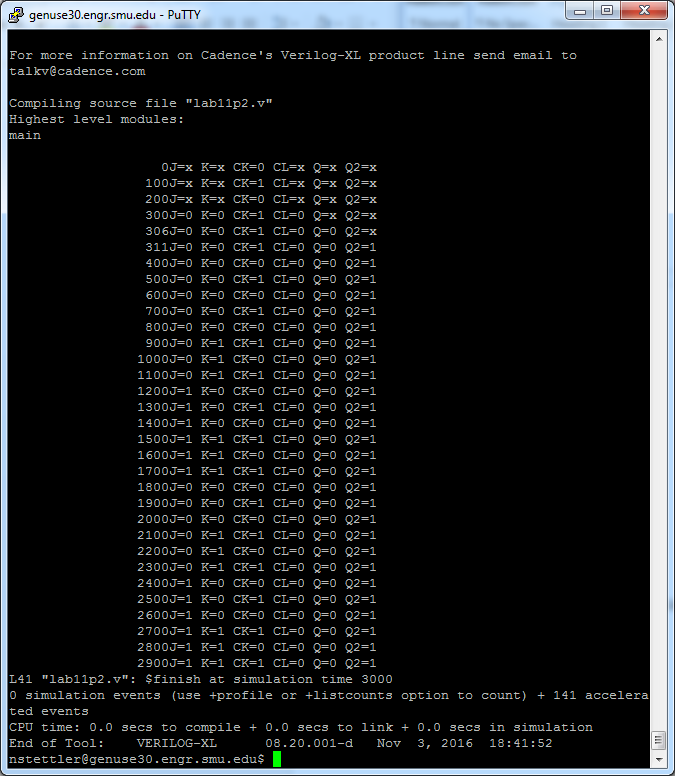 genuse30.engr.smu.edu - PuTTY
For more information on Cadence's Verilog-XL product line send email to
talkv@cadence.com
Compiling source file "lab11p2.v"
Highest level modules:
main
0J=x K=x CK=0 CL=x Q=x Q2=x
100J=x K=x CK=1 CL=x Q=x Q2=x
200J=x K=x CK=0 CL=x Q=x Q2=x
300J=0 K=0 CK=1 CL=0 Q=x Q2=x
306J=0 K=0 CK=1 CL=0 Q=0 Q2=x
311J=0 K=0 CK=1 CL=0 Q=0 Q2=1
400J=0 K=0 CK=0 CL=0 Q=0 Q2=1
500J=0 K=0 CK=1 CL=0 Q=0 Q2=1
600J=0 K=0 CK=0 CL=0 Q=0 Q2=1
700J=0 K=0 CK=1 CL=0 Q=0 Q2=1
800J=0 K=0 CK=0 CL=0 Q=0 Q2=1
900J=0 K=1 CK=1 CL=0 Q=0 Q2=1
1000J=0 K=1 CK=0 CL=0 Q=0 Q2=1
1100J=0 K=1 CK=1 CL=0 Q=0 Q2=1
1200J=1 K=0 CK=0 CL=0 Q=0 Q2=1
1300J=1 K=0 CK=1 CL=0 Q=0 Q2=1
1400J=1 K=0 CK=0 CL=0 Q=0 Q2=1
1500J=1 K=1 CK=1 CL=0 Q=0 Q2=1
1600J=1 K=1 CK=0 CL=0 Q=0 Q2=1
1700J=1 K=1 CK=1 CL=0 Q=0 Q2=1
1800J=0 K=0 CK=0 CL=0 Q=0 Q2=1
1900J=0 K=0 CK=1 CL=0 Q=0 Q2=1
2000J=0 K=0 CK=0 CL=0 Q=0 Q2=1
2100J=0 K=1 CK=1 CL=0 Q=0 Q2=1
2200J=0 K=1 CK=0 CL=0 Q=0 Q2=1
2300J=0 K=1 CK=1 CL=0 Q=0 Q2=1
2400J=1 K=0 CK=0 CL=0 Q=0 Q2=1
2500J=1 K=0 CK=1 CL=0 Q=0 Q2=1
2600J=1 K=0 CK=0 CL=0 Q=0 Q2=1
2700J=1 K=1 CK=1 CL=0 Q=0 Q2=1
2800J=1 K=1 CK=0 CL=0 Q=0 Q2=1
2900J=1 K=1 CK=1 CL=0 Q=0 Q2=1
L41 "lab11p2.v": $finish at simulation time 3000
0 simulation events (use +profile or +listcounts option to count) + 141 accelera
ted events
CPU time: 0.0 secs to compile + 0.0 secs to link + 0.0 secs in simulation
End of Tool:    VERILOG-XL      08.20.001-d   Nov  3, 2016  18:41:52
nstettler@genuse30.engr.smu.edu$